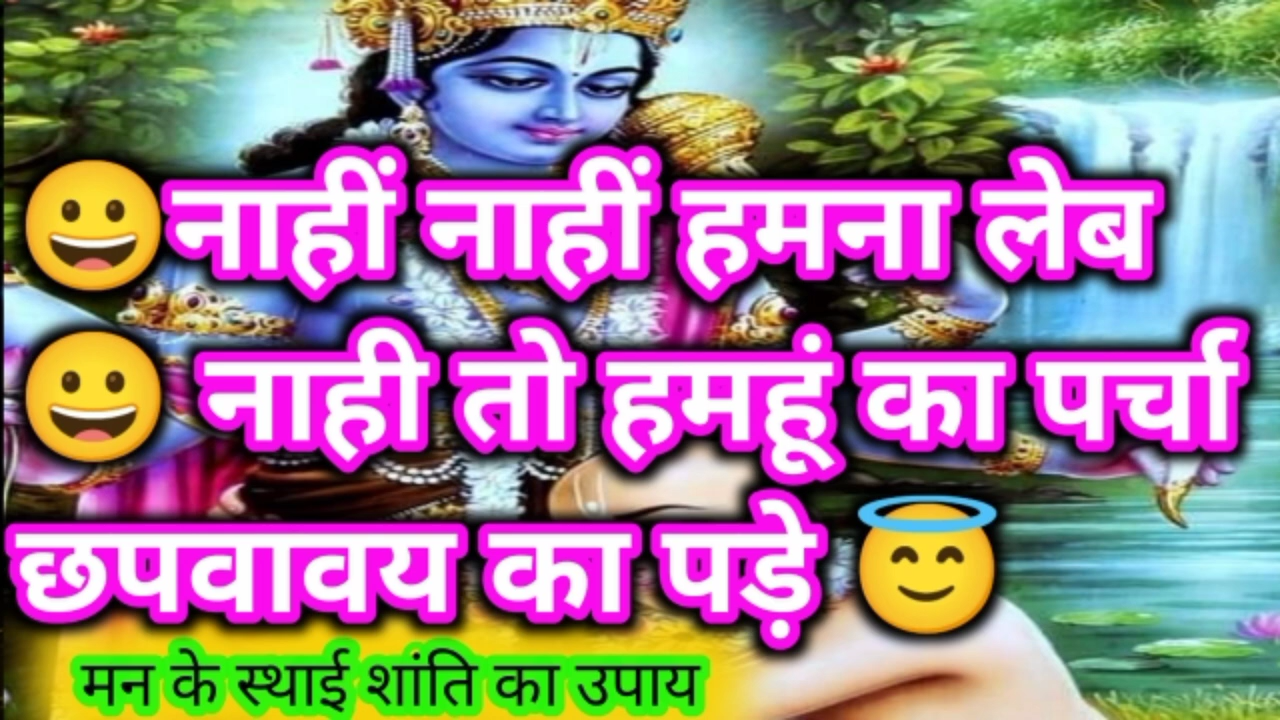 😀नाहीं नाहीं हमना लेब
😀 नाही तो हमहूं का पर्चा
छपवावय का पड़े 😇
मन के स्थाई शांति का उपाय